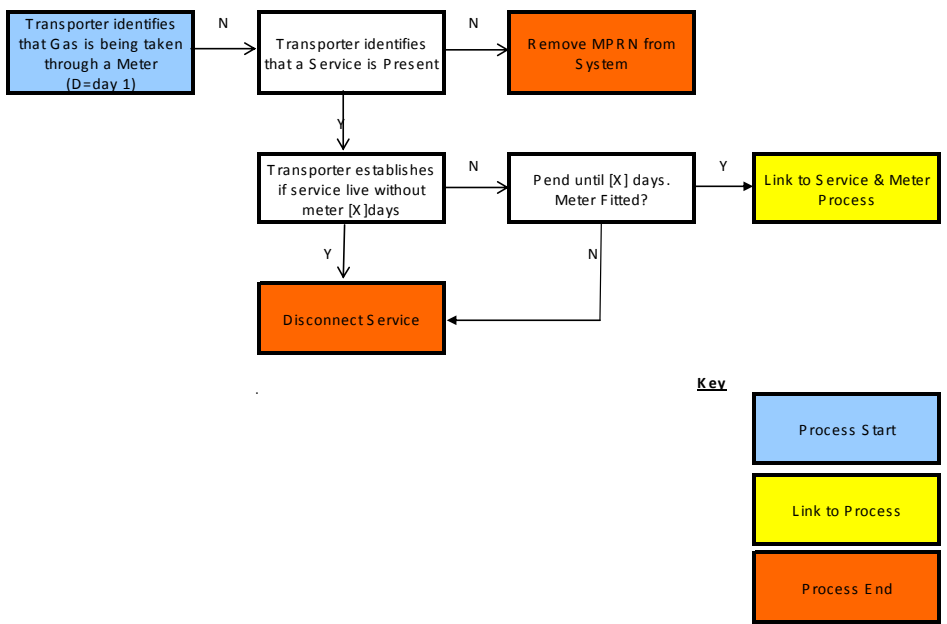 Transporter identifies
that Gas is being taken
through a Meter
(D=day 1)
N
Transporter identifies
that a Service is Present
N
Remove MPRN from
System
Y
Transporter establishes
if service live without
meter [X]days
N
Pend until [X] days.
Meter Fitted?
Y
Link to Service & Meter
Process
Y
N
Disconnect Service
.
Key
Process Start
Link to Process
Process End